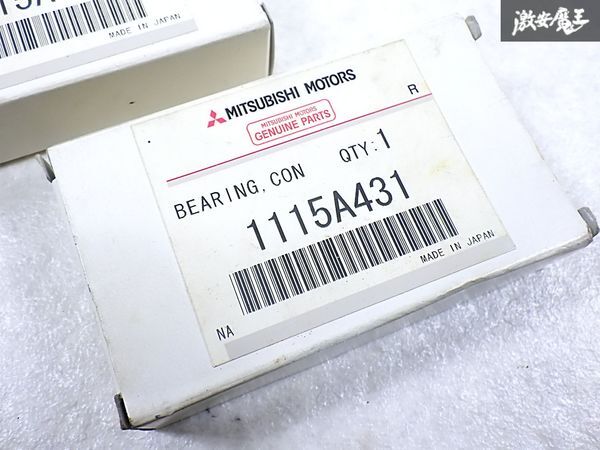 15A
MADE IN JAPAN
激安魔王
MITSUBISHI MOTORS
R
MITSUBISHI MOTORS
GENUINE PARTS
BEARING, CON QTY:1
1115A431
NA
MADE IN JAPAN